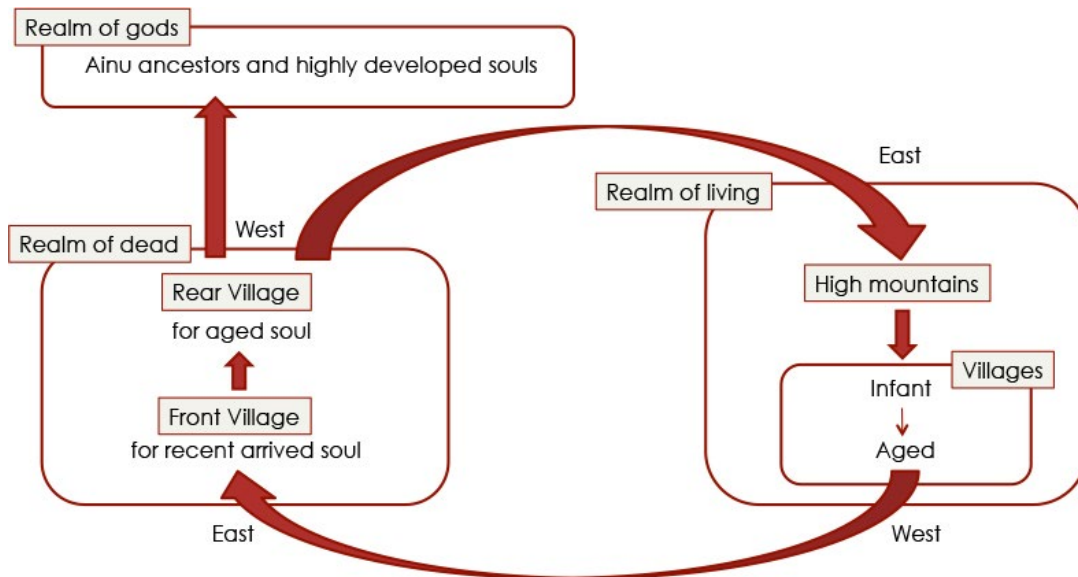 Realm of gods
Ainu ancestors and highly developed souls
East
Realm of living
West
Realm of dead
Rear Village
for aged soul
High mountains
Villages
Infant
Front Village
for recent arrived soul
Aged
East
West